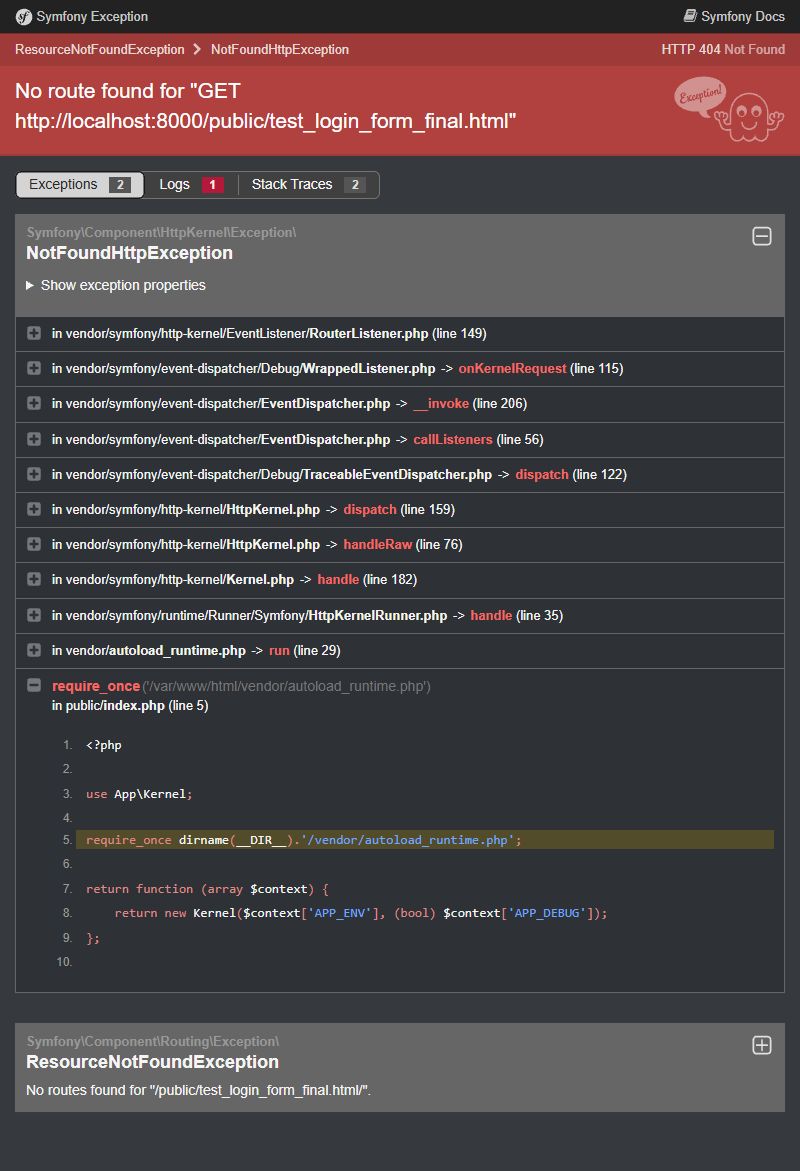 Symfony Exception
Symfony Docs
ResourceNotFoundException > NotFoundHttpException
HTTP 404 Not Found
No route found for "GET
http://localhost:8000/public/test_login_form_final.html"
Exception!
Exceptions 2
Logs 1
Stack Traces 2
Symfony\Component\HttpKernel\Exception\
NotFoundHttpException
Show exception properties
in vendor/symfony/http-kernel/EventListener/RouterListener.php (line 149)
in vendor/symfony/event-dispatcher/Debug/WrappedListener.php -> onKernelRequest (line 115)
in vendor/symfony/event-dispatcher/EventDispatcher.php -> __invoke (line 206)
in vendor/symfony/event-dispatcher/EventDispatcher.php -> callListeners (line 56)
in vendor/symfony/event-dispatcher/Debug/TraceableEventDispatcher.php -> dispatch (line 122)
in vendor/symfony/http-kernel/HttpKernel.php -> dispatch (line 159)
in vendor/symfony/http-kernel/HttpKernel.php -> handleRaw (line 76)
in vendor/symfony/http-kernel/Kernel.php -> handle (line 182)
in vendor/symfony/runtime/Runner/Symfony/HttpKernelRunner.php -> handle (line 35)
in vendor/autoload_runtime.php -> run (line 29)
require_once('/var/www/html/vendor/autoload_runtime.php')
in public/index.php (line 5)
1. <?php
2.
3. use App\Kernel;
4.
5. require_once dirname(__DIR__).'/vendor/autoload_runtime.php';
6.
7. return function (array $context) {
8.     return new Kernel($context['APP_ENV'], (bool) $context['APP_DEBUG']);
9. };
10.
Symfony\Component\Routing\Exception\
ResourceNotFoundException
No routes found for "/public/test_login_form_final.html/".